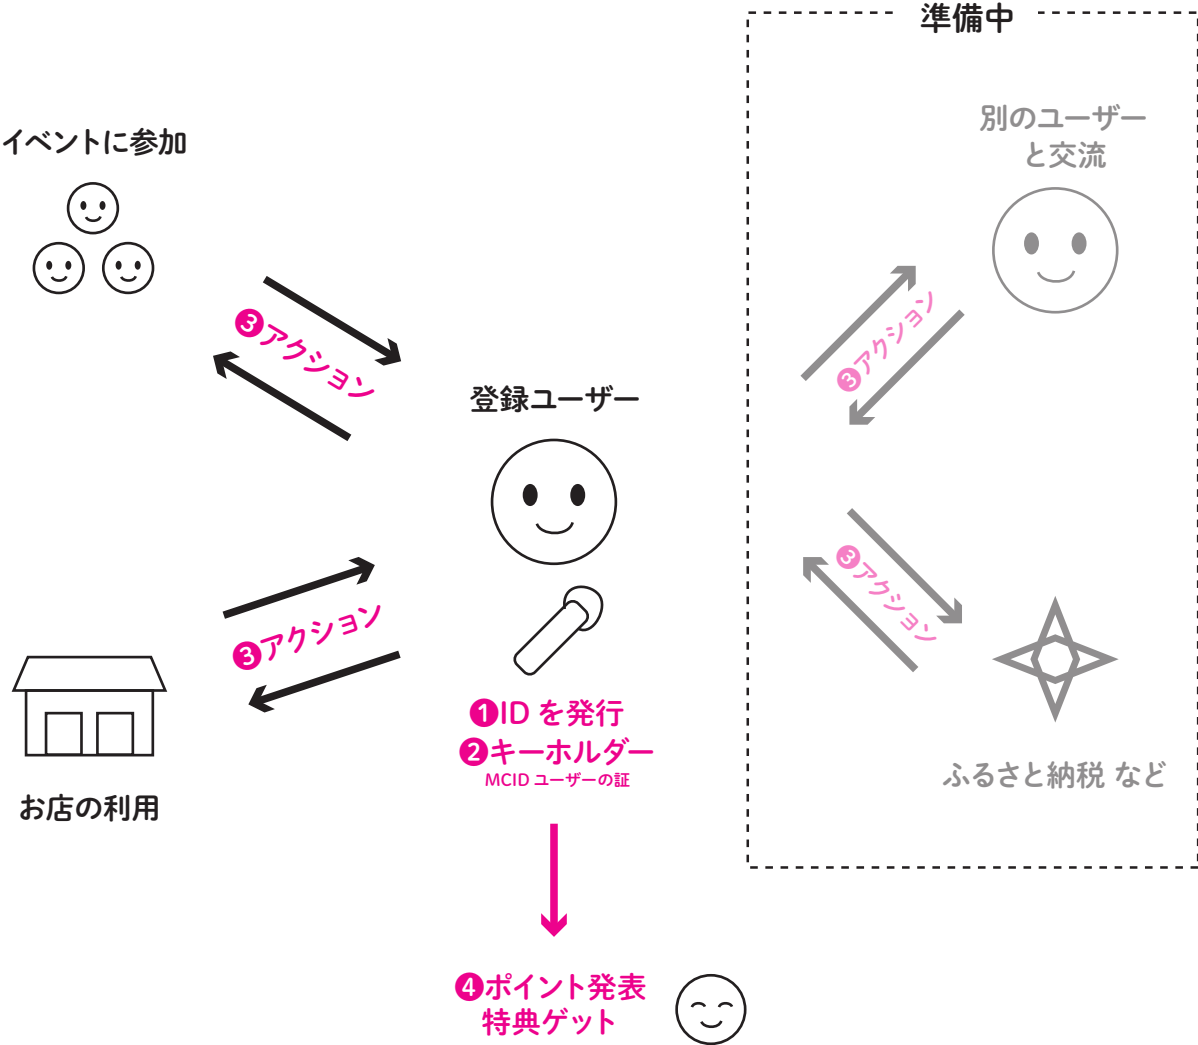 準備中
イベントに参加
別のユーザー
と交流
❸アクション
❸アクション
登録ユーザー
❸アクション
❸アクション
❶IDを発行
❷キーホルダー
MCID ユーザーの証
お店の利用
ふるさと納税 など
❹ポイント発表
特典ゲット